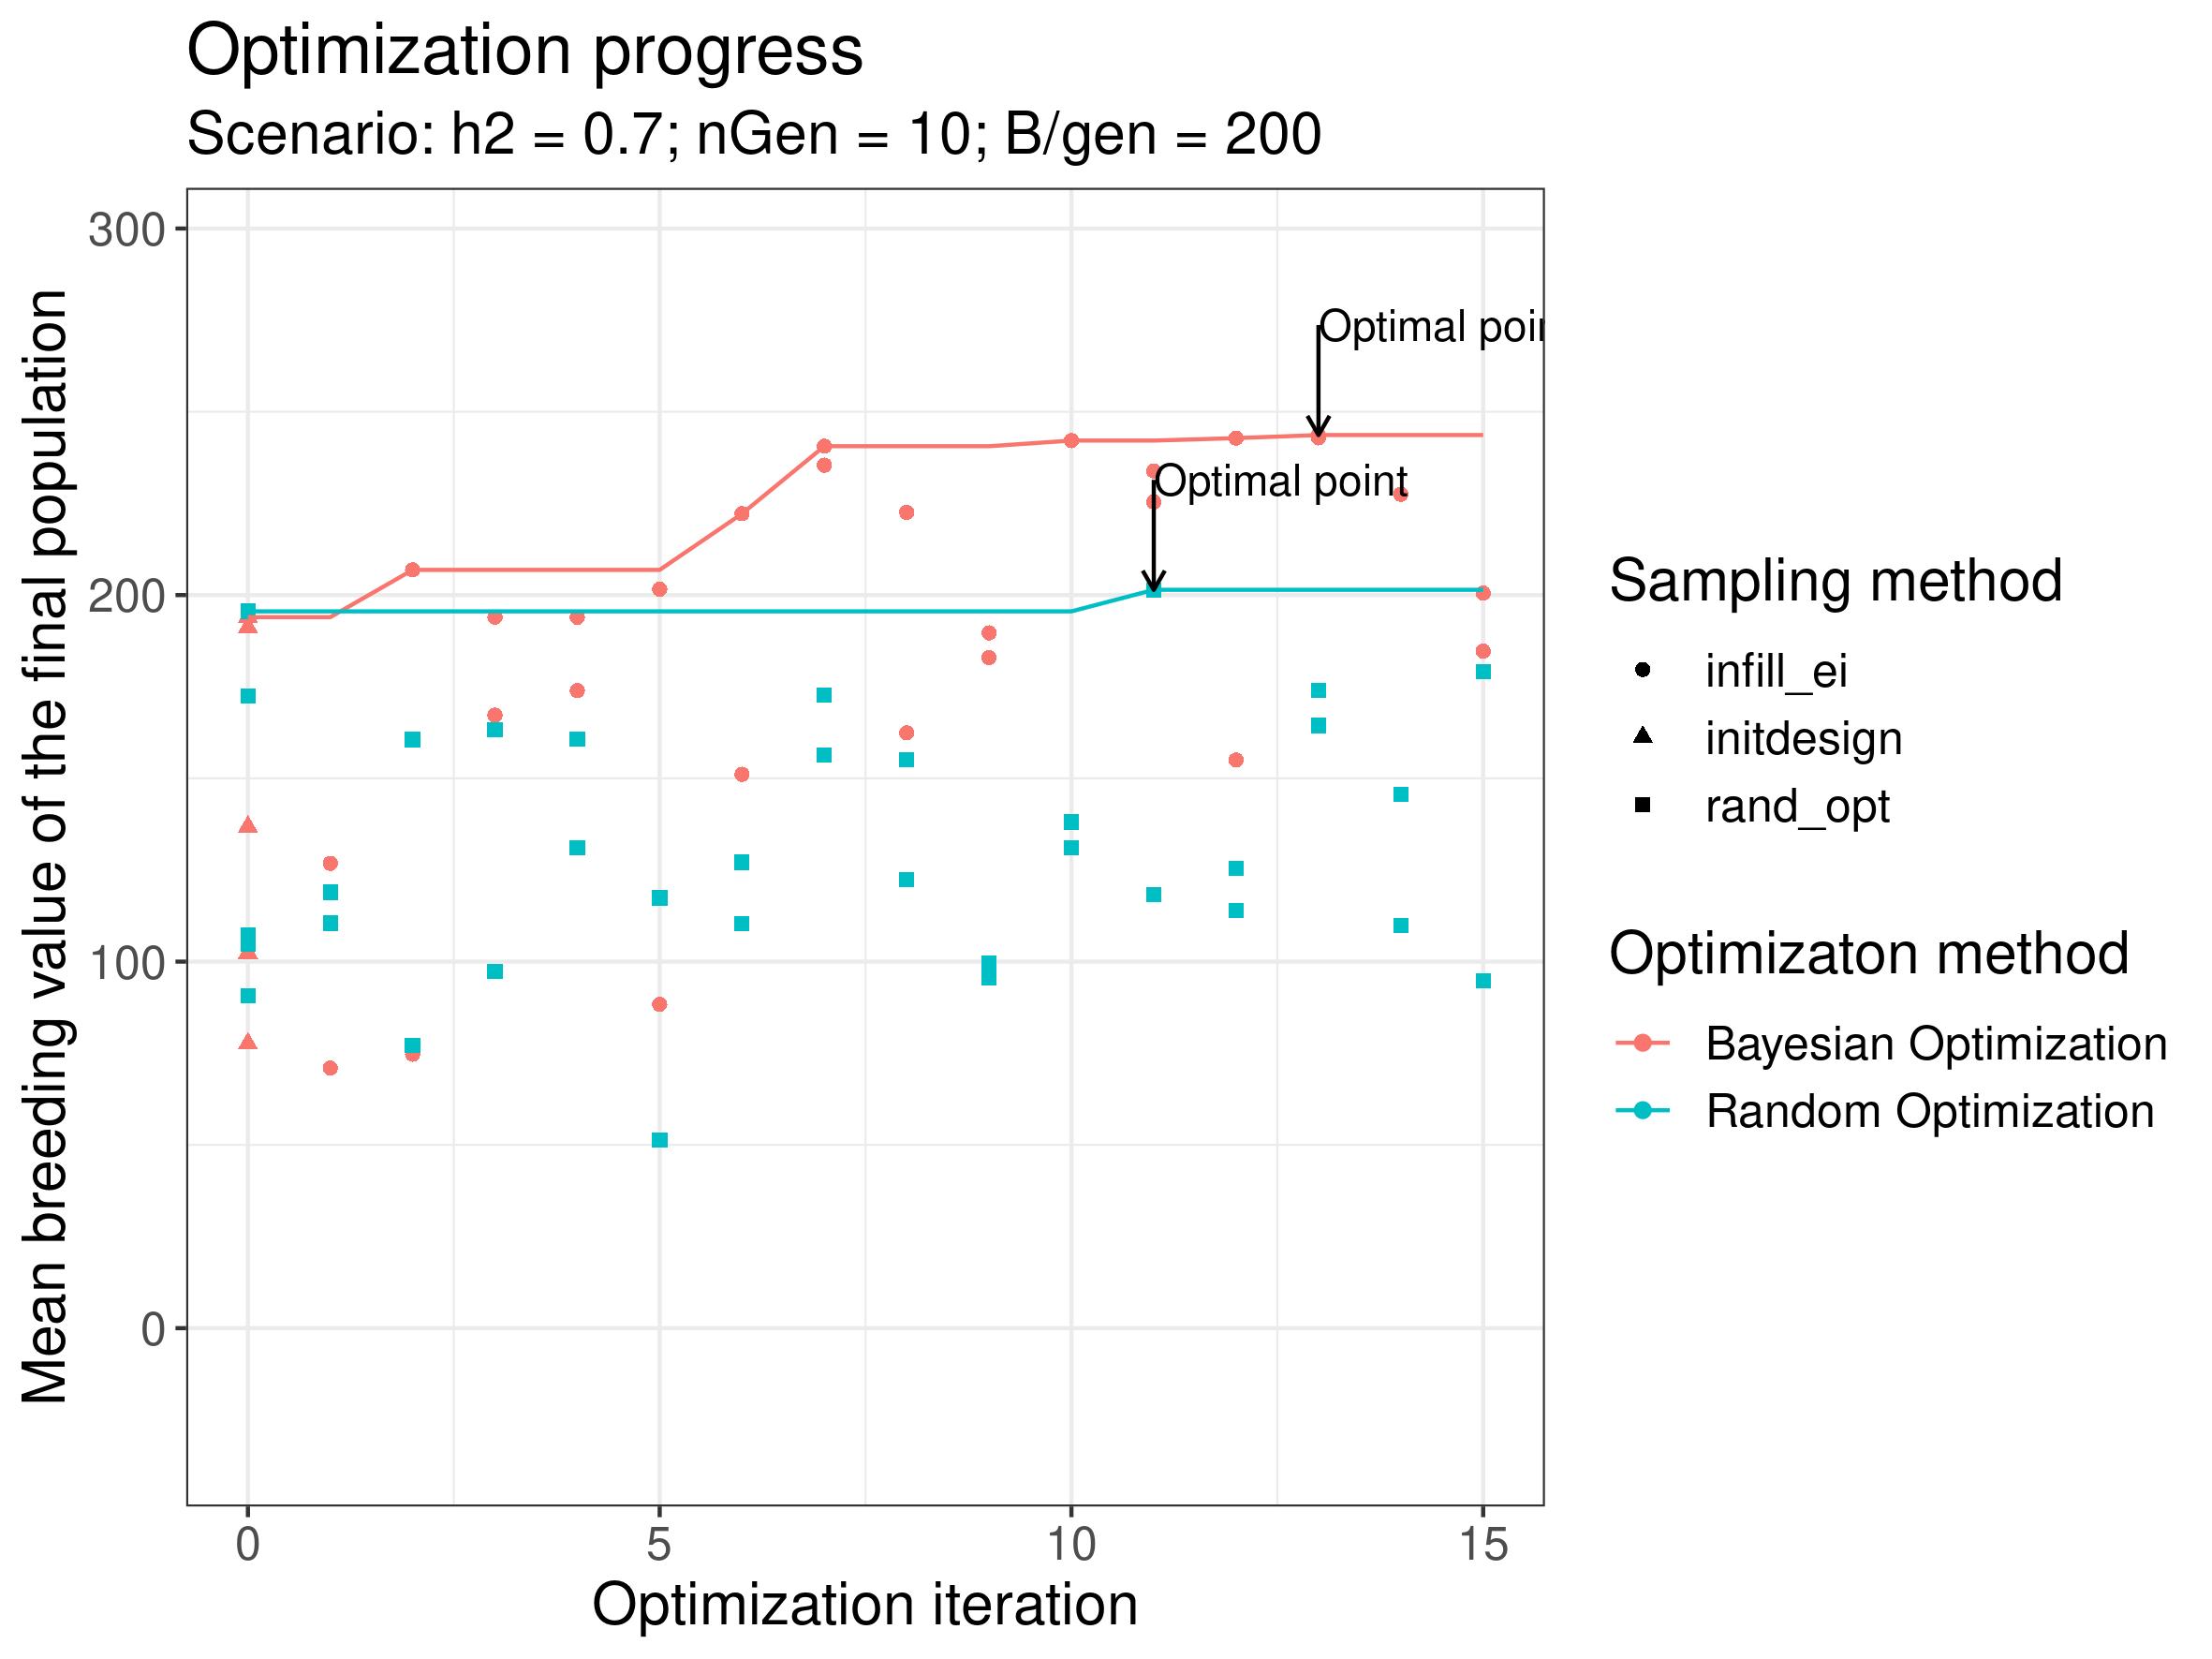 Optimization progress
Scenario: h2 = 0.7; nGen = 10; B/gen = 200
Mean breeding value of the final population
300
200
100
0
Optimal poin
Optimal point
0
5
10
15
Optimization iteration
Sampling method
infill_ei
initdesign
rand_opt
Optimizaton method
Bayesian Optimization
Random Optimization